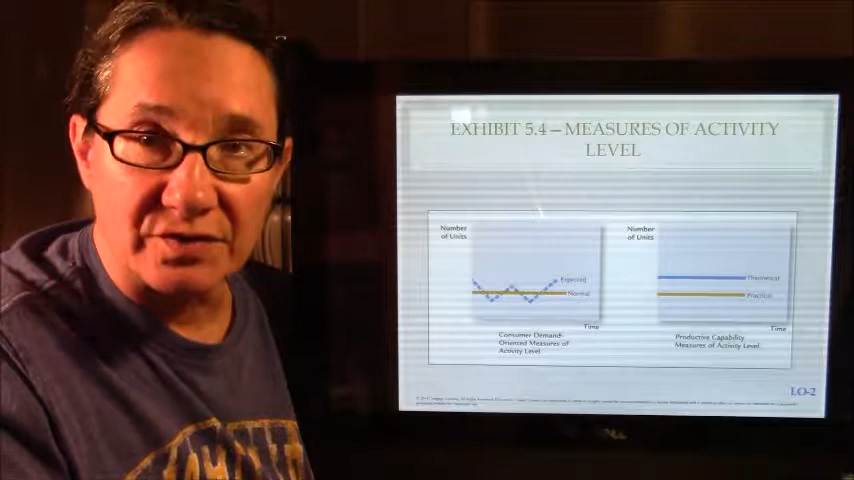 EXHIBIT 5.4—MEASURES OF ACTIVITY
LEVEL
Number
of Units
Expected
Normal
Time
Consumer Demand-
Oriented Measures of
Activity Level
Number
of Units
Theoretical
Practical
Time
Productive Capability
Measures of Activity Level
LO-2